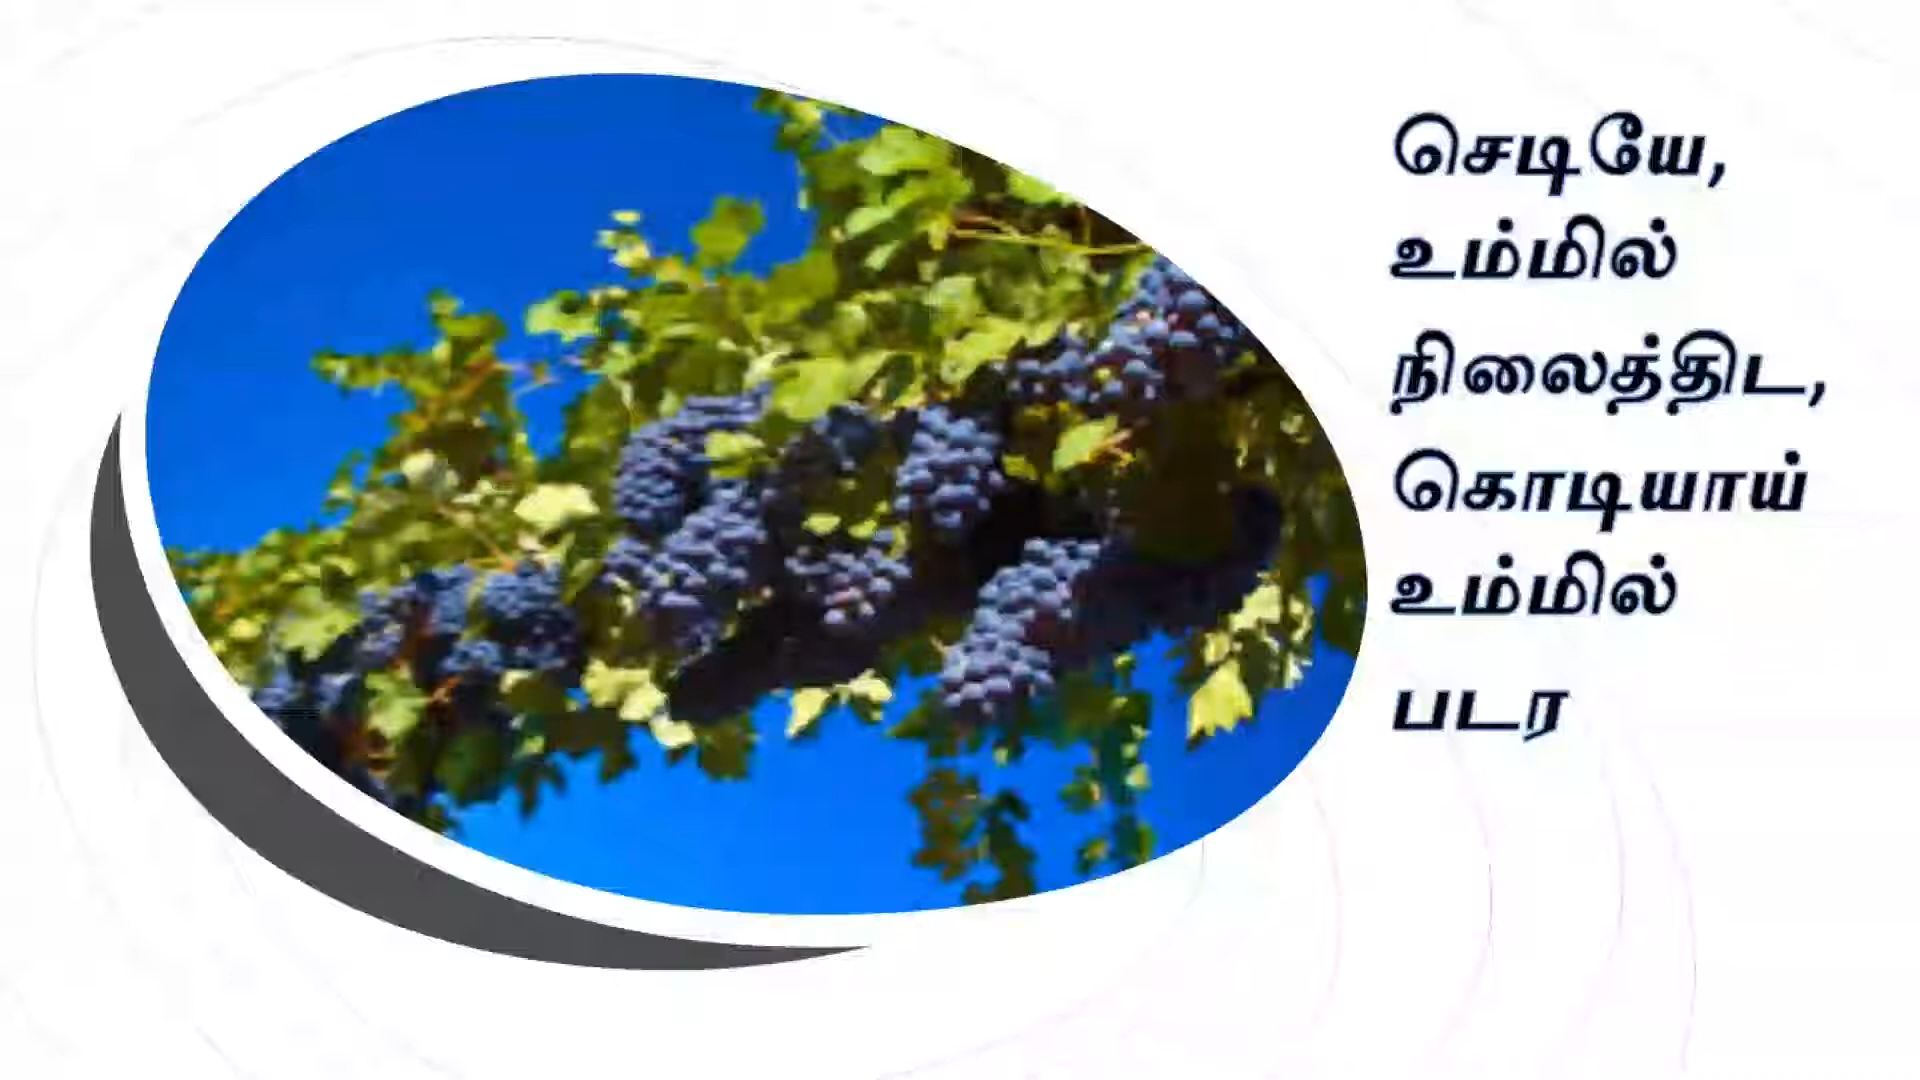 செடியே,
உம்மில்
நிலைத்திட,
கொடியாய்
உம்மில்
படர